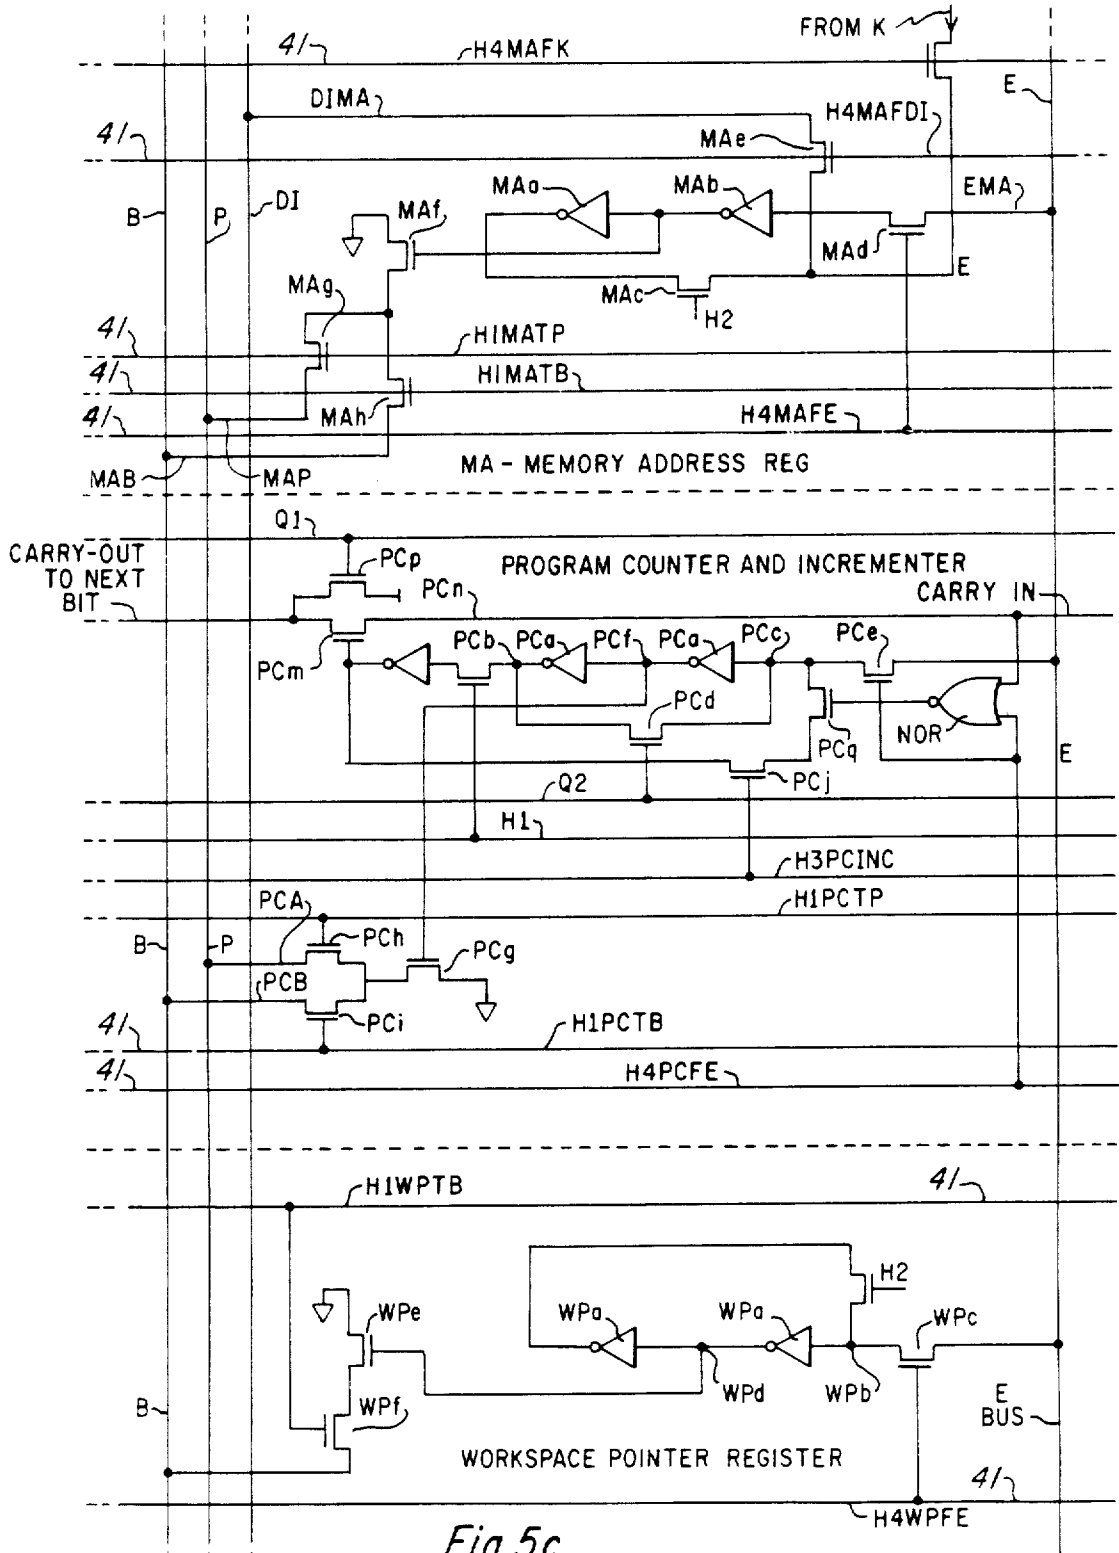 FROM K
4/
H4MAFK
DIMA
E
H4MAFDI
4/
MAe
MAa
MAb
EMA
B
P
DI
MAf
MAd
E
MAg
MAc
H2
4/
H1MATP
4/
H1MATB
MAh
4/
H4MAFE
MAB
MAP
MA - MEMORY ADDRESS REG
Q1
CARRY-OUT
TO NEXT
BIT
PCp
PROGRAM COUNTER AND INCREMENTER
PCn
CARRY IN
PCm
PCb
PCa
PCf
PCa
PCc
PCe
PCd
PCq
NOR
E
PCj
Q2
H1
H3PCINC
PCA
H1PCTP
B
P
PCh
PCg
PCB
PCi
4/
H1PCTB
4/
H4PCFE
H1WPTB
4/
H2
WPe
WPa
WPa
WPc
WPd
WPb
B
WPf
E
BUS
WORKSPACE POINTER REGISTER
4/
H4WPFE
Fig. 5c